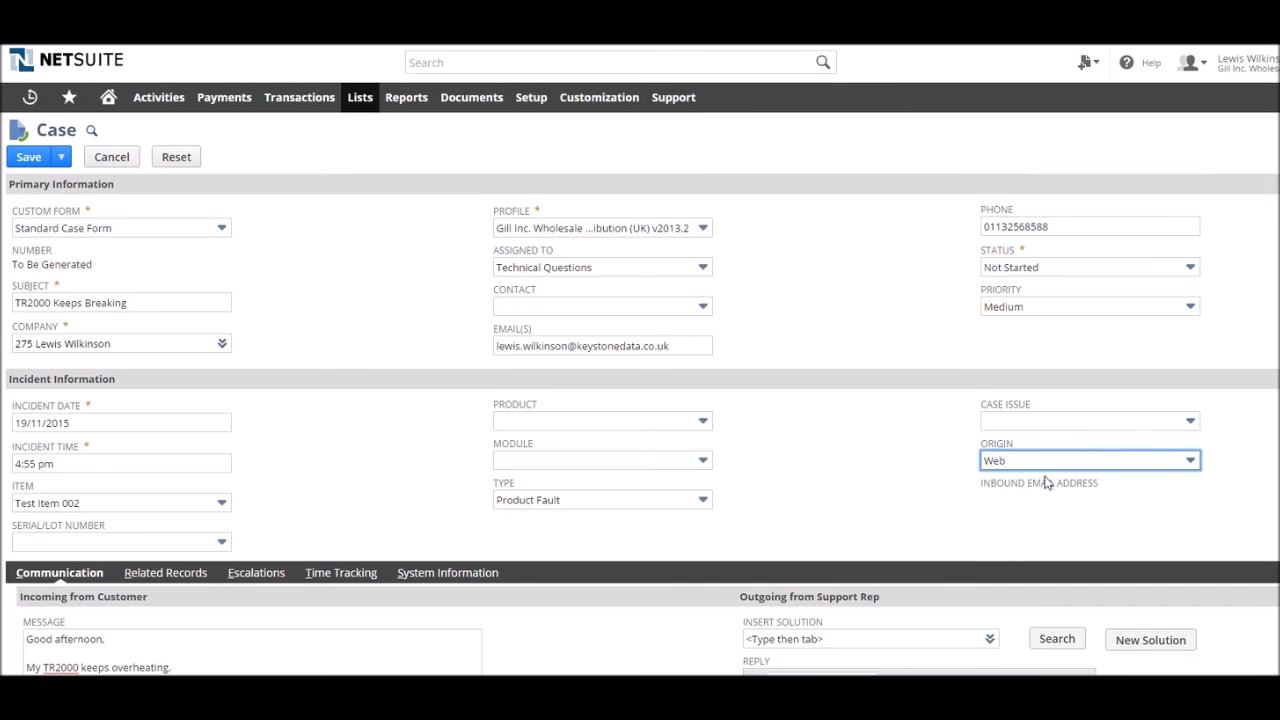 NETSUITE
Search
Help
Lewis Wilkins
Gill Inc. Wholes
Activities Payments Transactions Lists Reports Documents Setup Customization Support
Case
Save Cancel Reset
Primary Information
CUSTOM FORM *
Standard Case Form
NUMBER
To Be Generated
SUBJECT *
TR2000 Keeps Breaking
COMPANY *
275 Lewis Wilkinson
PROFILE *
Gill Inc. Wholesale ...ibution (UK) v2013.2
ASSIGNED TO
Technical Questions
CONTACT
EMAIL(S)
lewis.wilkinson@keystonedata.co.uk
PHONE
01132568588
STATUS *
Not Started
PRIORITY
Medium
Incident Information
INCIDENT DATE *
19/11/2015
INCIDENT TIME *
4:55 pm
ITEM
Test Item 002
SERIAL/LOT NUMBER
PRODUCT
MODULE
TYPE
Product Fault
CASE ISSUE
ORIGIN
Web
INBOUND EMAIL ADDRESS
Communication Related Records Escalations Time Tracking System Information
Incoming from Customer
MESSAGE
Good afternoon,
My TR2000 keeps overheating.
Outgoing from Support Rep
INSERT SOLUTION
<Type then tab>
Search New Solution
REPLY